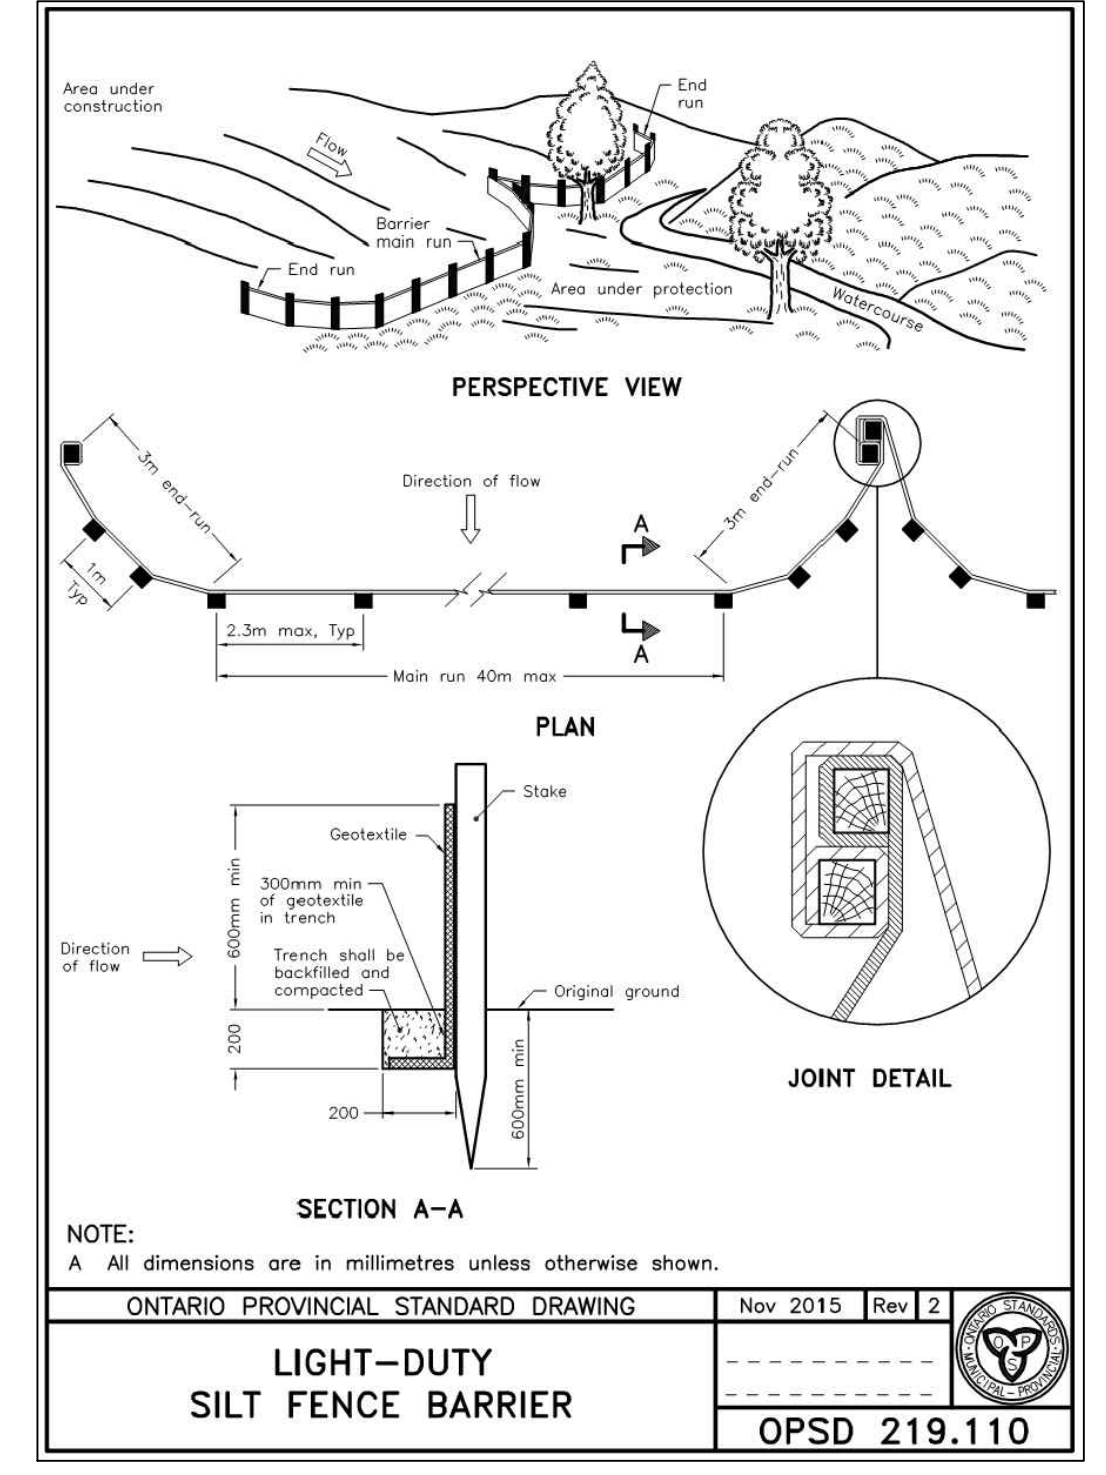 Area under
construction
End
run
Flow
Barrier
main run
End run
Area under protection
Watercourse
PERSPECTIVE VIEW
3m end-run
Direction of flow
3m end-run
A
1m
Typ
2.3m max, Typ
A
Main run 40m max
PLAN
Stake
Geotextile
600mm min
300mm min
of geotextile
in trench
Direction
of flow
Trench shall be
backfilled and
compacted
Original ground
200
600mm min
200
JOINT DETAIL
SECTION A-A
NOTE:
A All dimensions are in millimetres unless otherwise shown.
ONTARIO PROVINCIAL STANDARD DRAWING
Nov 2015
Rev
2
LIGHT-DUTY
SILT FENCE BARRIER
ONTARIO STANDARDS
MUNICIPAL - PROVINCIAL
O P
S
OPSD 219.110